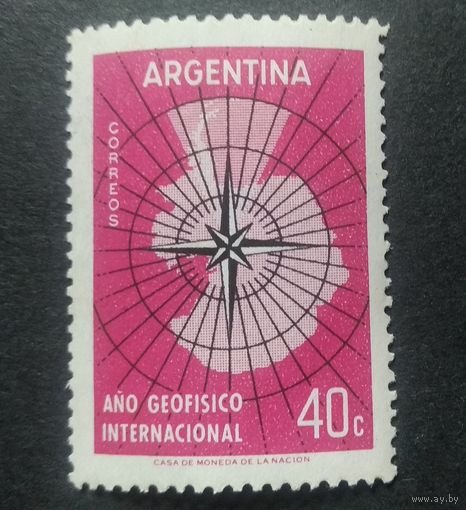 ARGENTINA
CORREOS
AÑO GEOFISICO
INTERNACIONAL
40c
CASA DE MONEDA DE LA NACION
www.ay.by